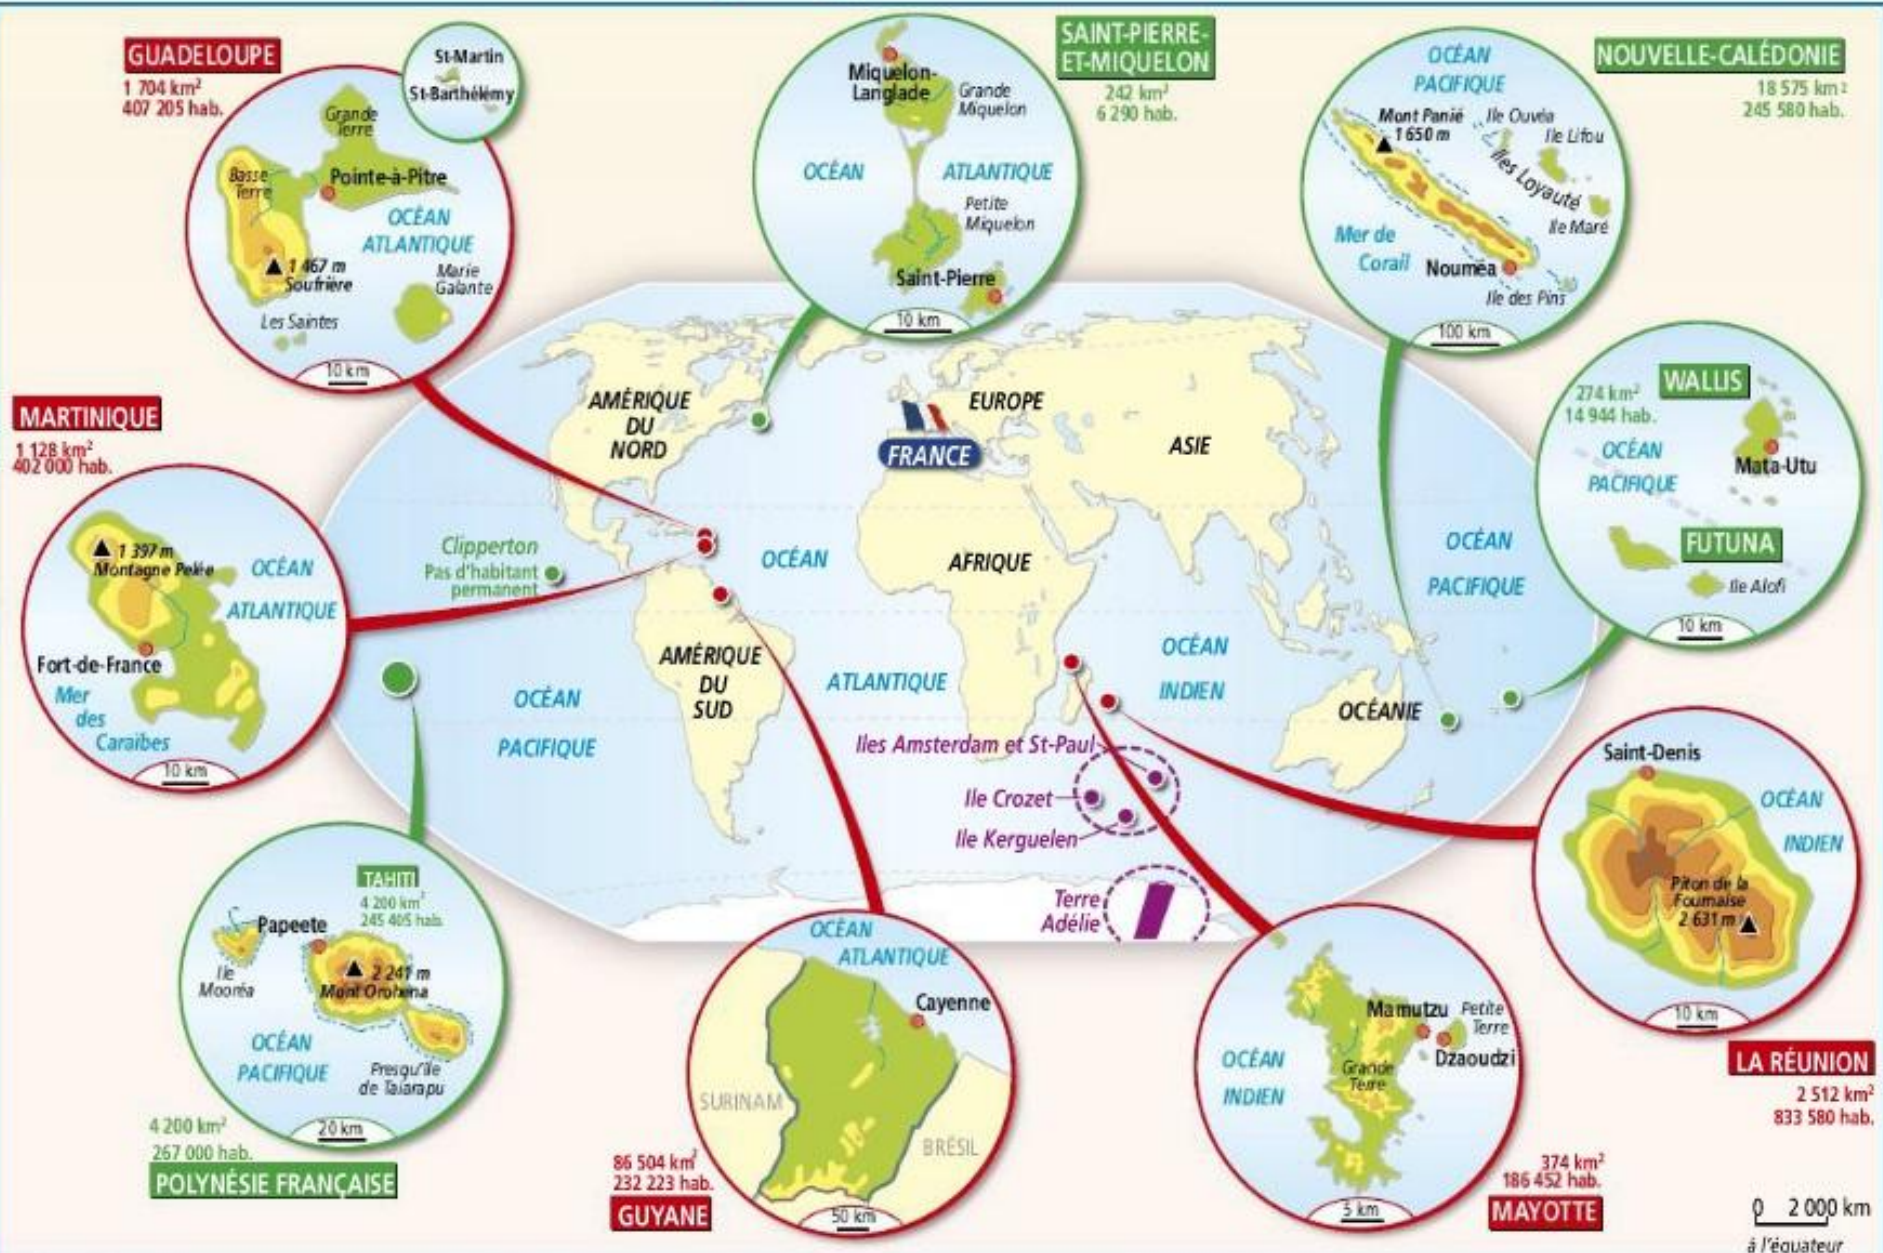 GUADELOUPE
1 704 km²
407 205 hab.
St-Martin
St-Barthélémy
Grande
Terre
Basse
Terre
Pointe-à-Pitre
OCÉAN
ATLANTIQUE
1 467 m
Soufrière
Marie
Galante
Les Saintes
10 km
SAINT-PIERRE-
ET-MIQUELON
242 km²
6 290 hab.
Miquelon-
Langlade
Grande
Miquelon
OCÉAN
ATLANTIQUE
Petite
Miquelon
Saint-Pierre
10 km
NOUVELLE-CALÉDONIE
18 575 km²
245 580 hab.
OCÉAN
PACIFIQUE
Mont Panié
1 650 m
Ile Ouvéa
Ile Lifou
Iles Loyauté
Ile Maré
Mer de
Corail
Nouméa
Ile des Pins
100 km
WALLIS
274 km²
14 944 hab.
OCÉAN
PACIFIQUE
Mata-Utu
FUTUNA
Ile Alofi
10 km
MARTINIQUE
1 128 km²
402 000 hab.
1 397 m
Montagne Pelée
OCÉAN
ATLANTIQUE
Fort-de-France
Mer
des
Caraïbes
10 km
AMÉRIQUE
DU
NORD
EUROPE
FRANCE
ASIE
Clipperton
Pas d'habitant
permanent
OCÉAN
AFRIQUE
OCÉAN
PACIFIQUE
AMÉRIQUE
DU
SUD
ATLANTIQUE
OCÉAN
INDIEN
OCÉAN
PACIFIQUE
OCÉANIE
Iles Amsterdam et St-Paul
Ile Crozet
Ile Kerguelen
Terre
Adélie
Saint-Denis
OCÉAN
INDIEN
Piton de la
Fournaise
2 631 m
10 km
LA RÉUNION
2 512 km²
833 580 hab.
TAHITI
4 200 km²
245 405 hab.
Papeete
Ile
Mooréa
2 241 m
Mont Orohena
OCÉAN
PACIFIQUE
Presqu'île
de Taiarapu
20 km
4 200 km²
267 000 hab.
POLYNÉSIE FRANÇAISE
OCÉAN
ATLANTIQUE
Cayenne
SURINAM
BRÉSIL
50 km
86 504 km²
232 223 hab.
GUYANE
Mamutzu
Petite
Terre
Dzaoudzi
Grande
Terre
OCÉAN
INDIEN
5 km
374 km²
186 452 hab.
MAYOTTE
0 2 000 km
à l'équateur